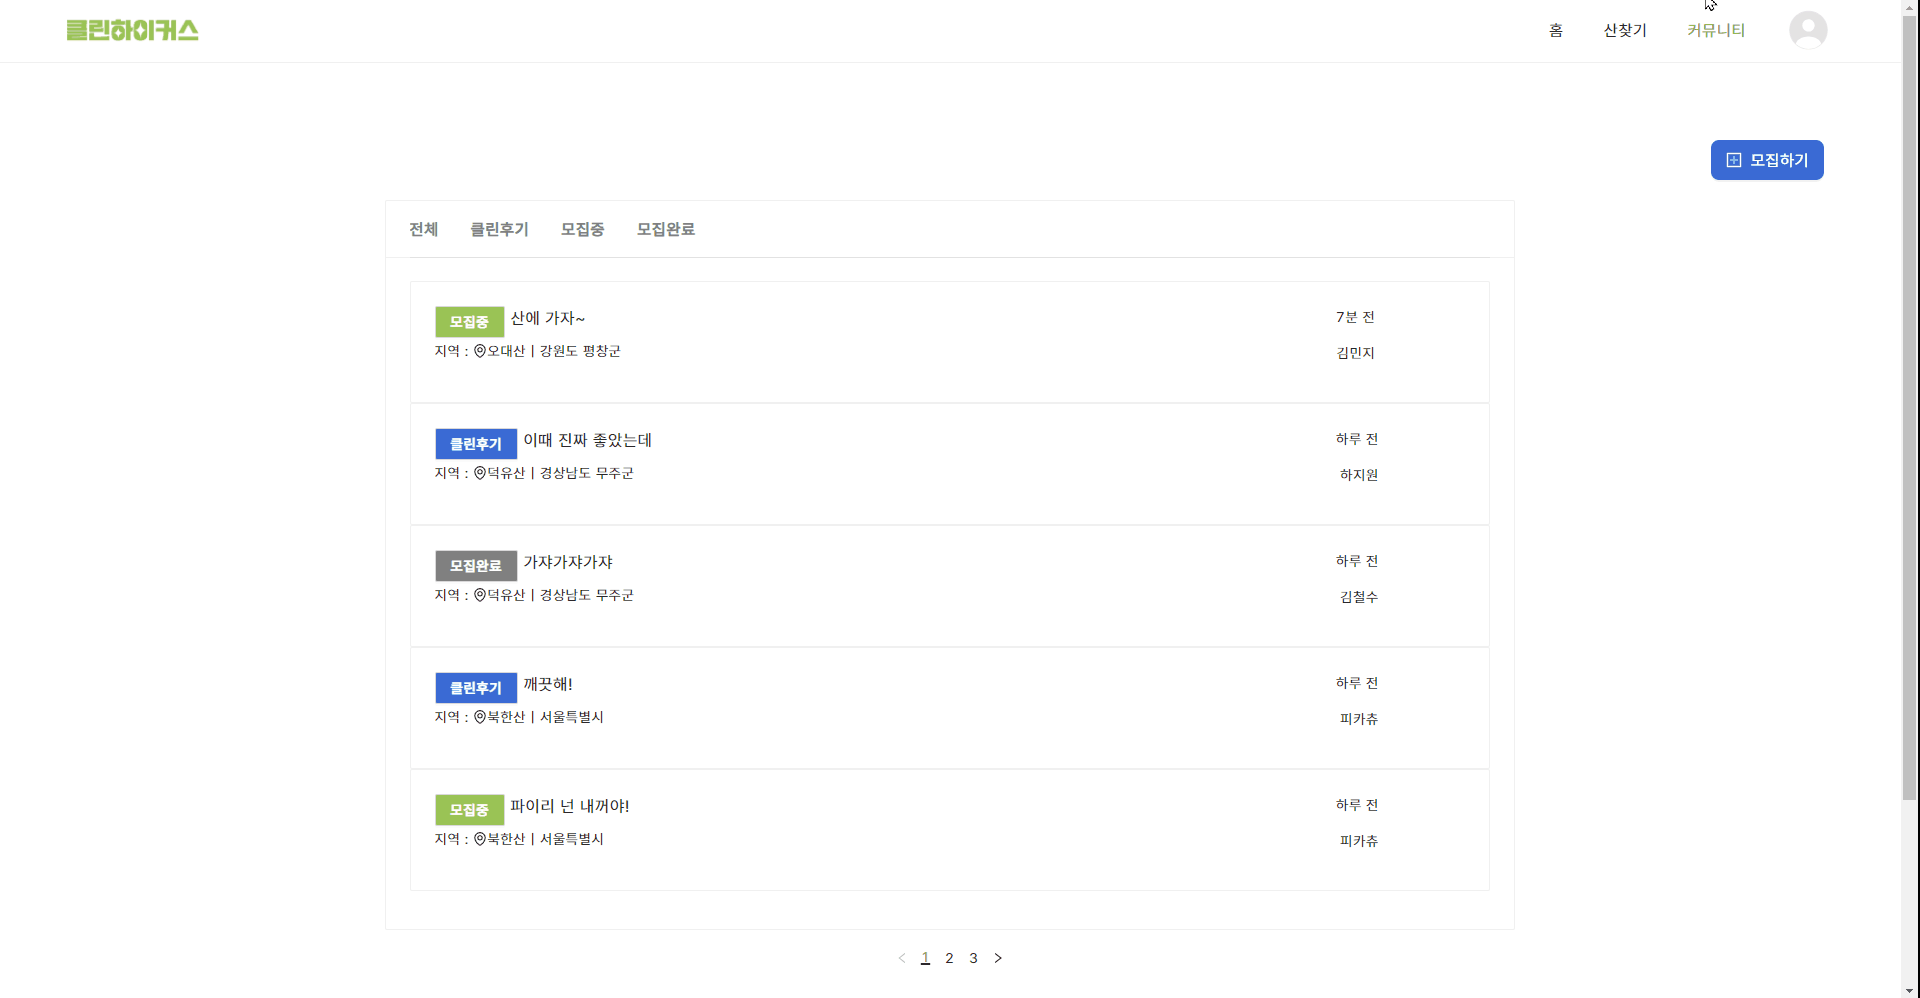 클린하이커스
홈 산찾기 커뮤니티
모집하기
전체 클린후기 모집중 모집완료
모집중 산에 가자~ 7분 전
지역 : 오대산 | 강원도 평창군 김민지
클린후기 이때 진짜 좋았는데 하루 전
지역 : 덕유산 | 경상남도 무주군 하지원
모집완료 가쟈가쟈가쟈 하루 전
지역 : 덕유산 | 경상남도 무주군 김철수
클린후기 깨끗해! 하루 전
지역 : 북한산 | 서울특별시 피카츄
모집중 파이리 넌 내꺼야! 하루 전
지역 : 북한산 | 서울특별시 피카츄
< 1 2 3 >